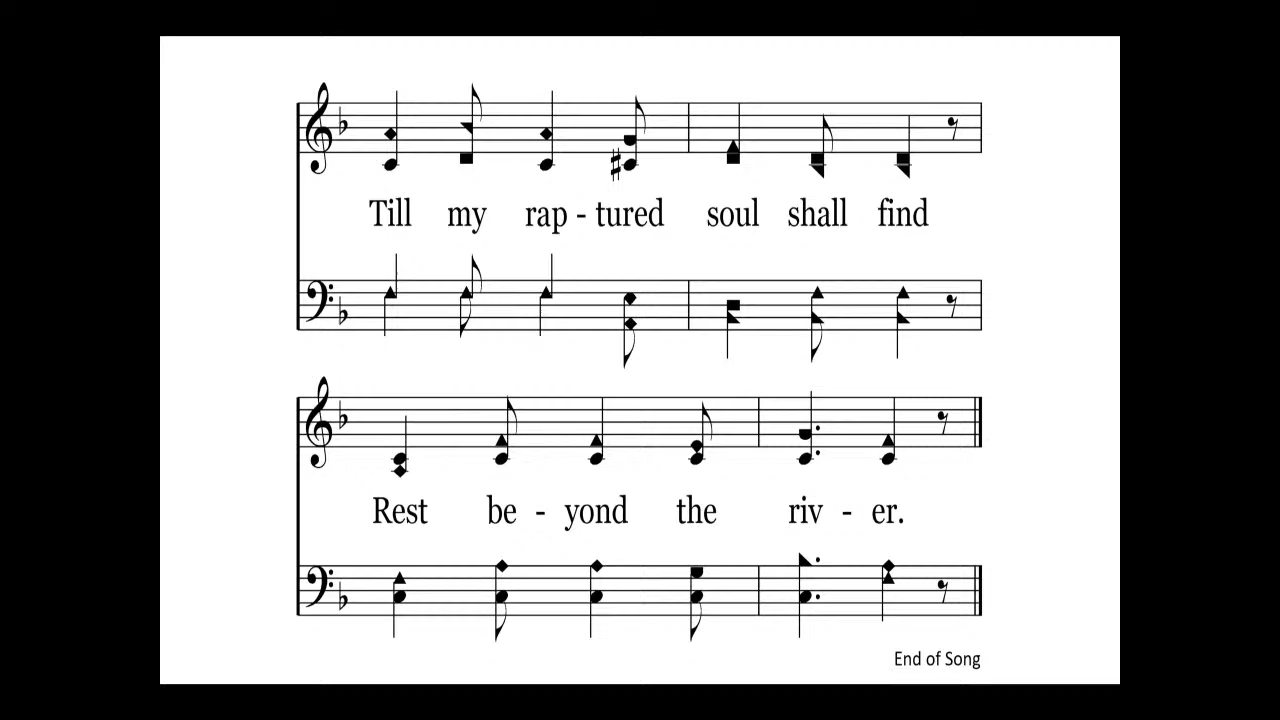 Till my rap - tured soul shall find
Rest be - yond the riv - er.
End of Song